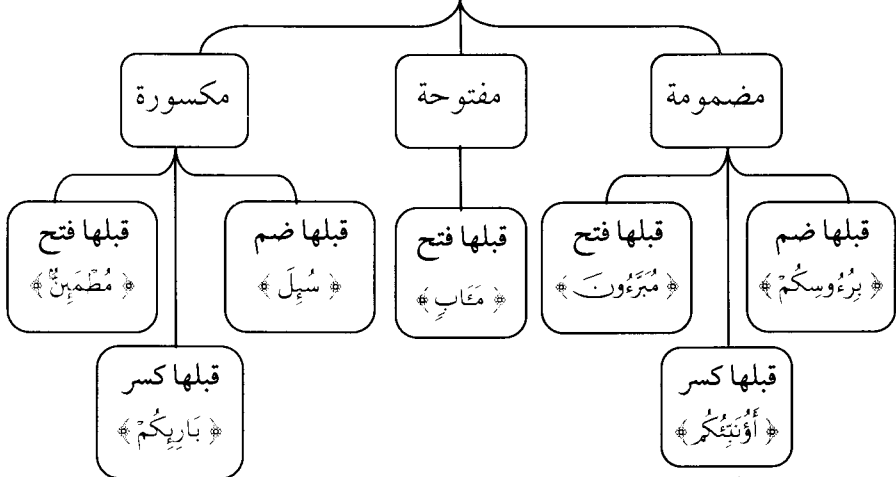 مضمومة
مفتوحة
مكسورة
قبلها ضم
﴿بِرُءُوسِكُمْ﴾
قبلها فتح
﴿مُبَرَّءُونَ﴾
قبلها كسر
﴿أَؤُنَبِّئُكُم﴾
قبلها فتح
﴿مَـَٔابٍ﴾
قبلها ضم
﴿سُئِلَ﴾
قبلها فتح
﴿مُطْمَئِنٌّ﴾
قبلها كسر
﴿بَارِئِكُمْ﴾